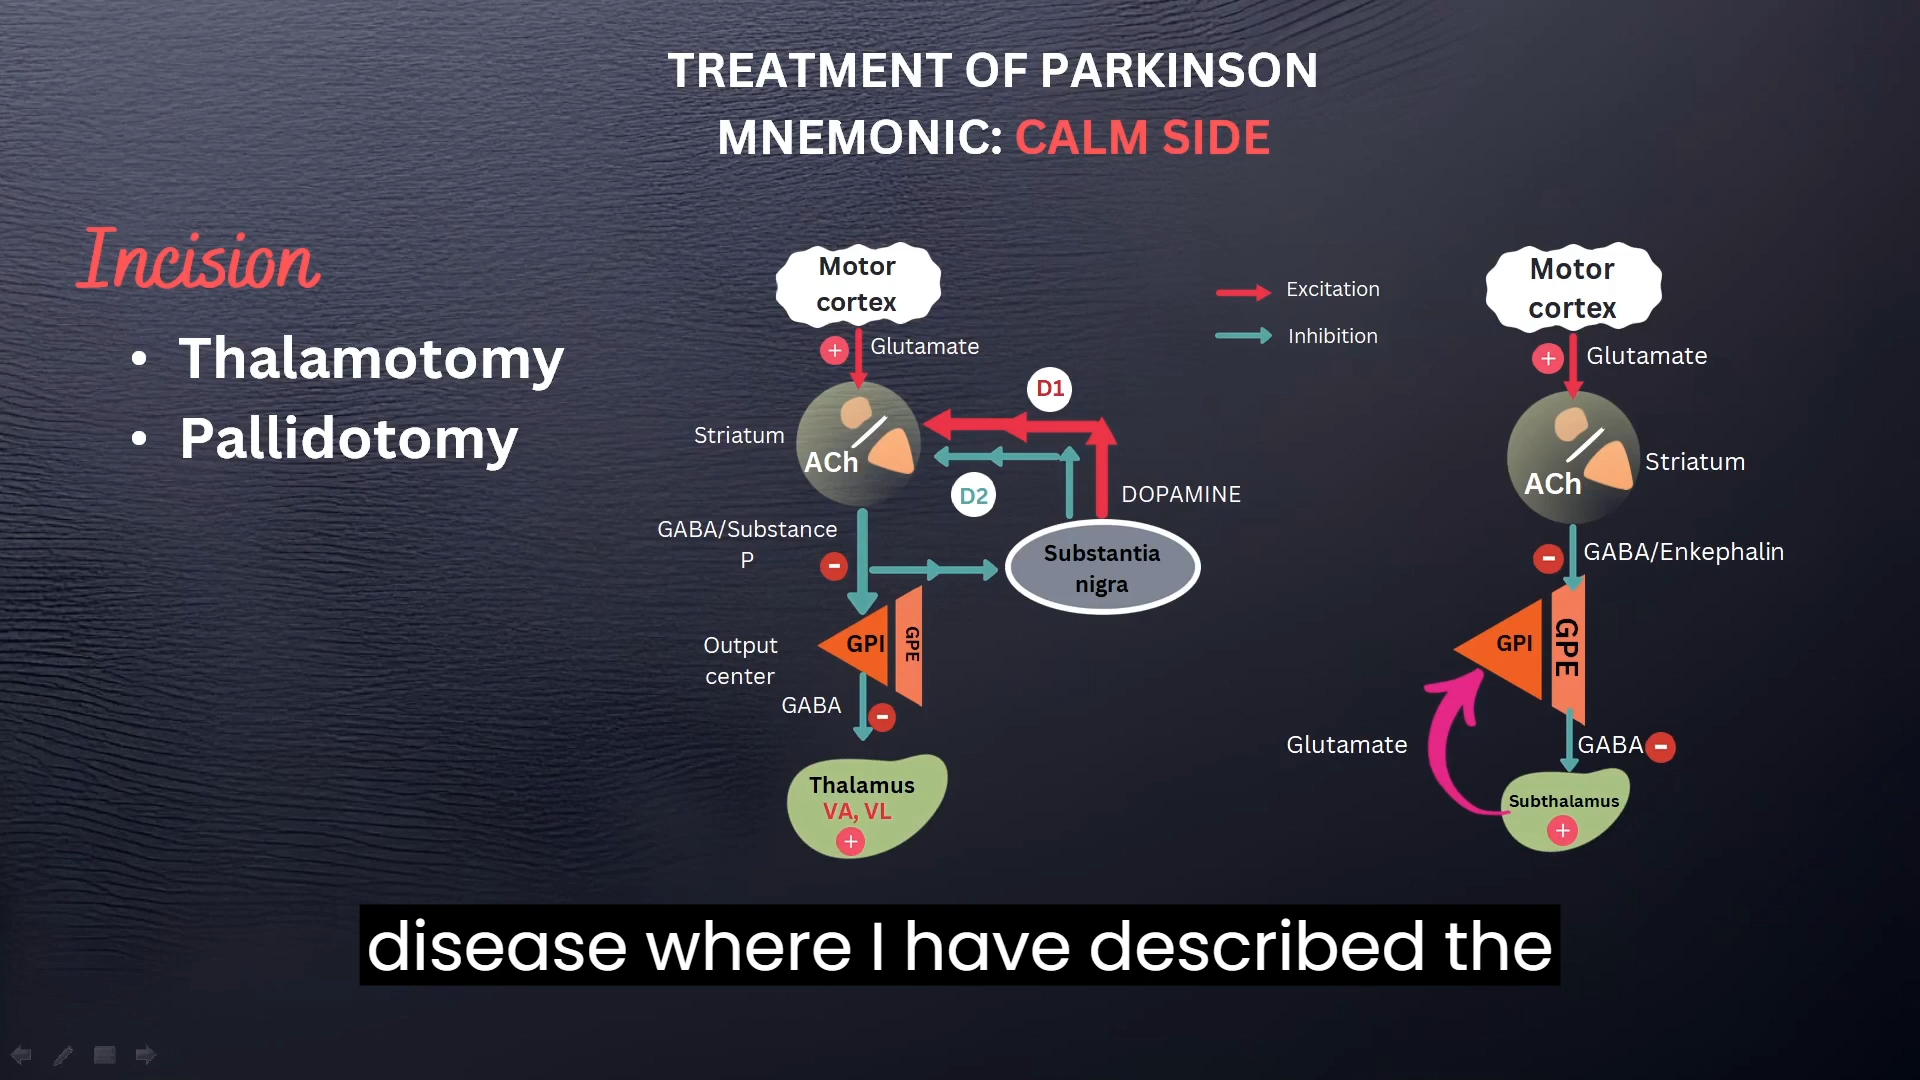 TREATMENT OF PARKINSON
MNEMONIC: CALM SIDE
Incision
• Thalamotomy
• Pallidotomy
Motor
cortex
+
Glutamate
Striatum
ACh
D1
D2
DOPAMINE
GABA/Substance
P
-
Substantia
nigra
Output
center
GPI
GPE
GABA
-
Thalamus
VA, VL
+
Excitation
Inhibition
Motor
cortex
+
Glutamate
ACh
Striatum
-
GABA/Enkephalin
GPI
GPE
Glutamate
GABA
-
Subthalamus
+
disease where I have described the